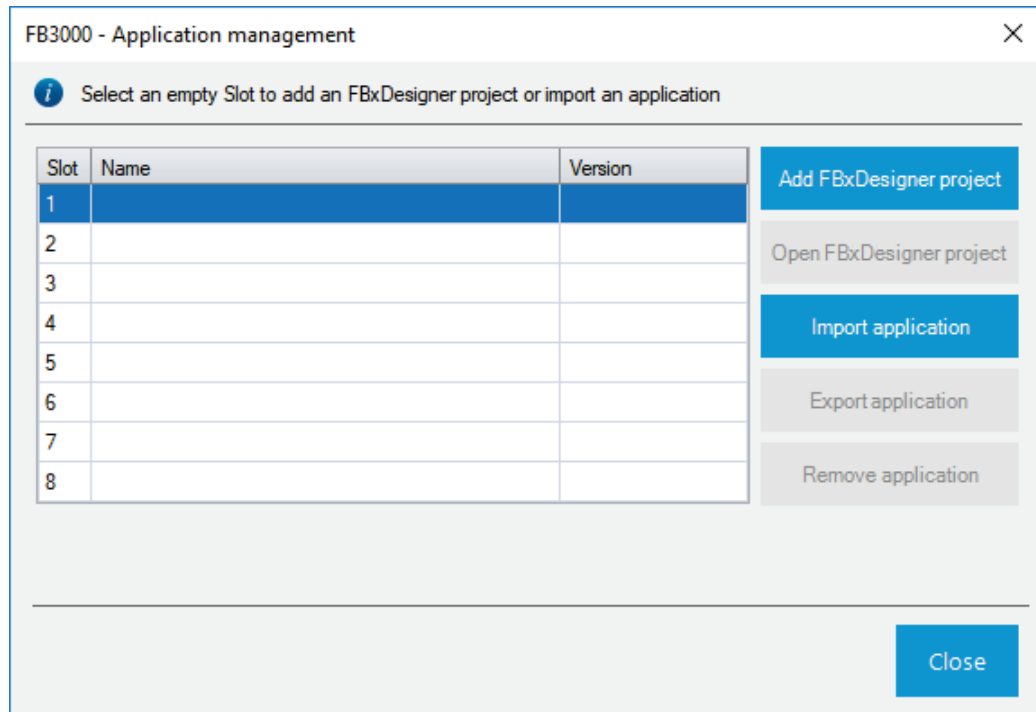 FB3000 - Application management
Select an empty Slot to add an FBxDesigner project or import an application
Slot Name Version
1
2
3
4
5
6
7
8
Add FBxDesigner project
Open FBxDesigner project
Import application
Export application
Remove application
Close